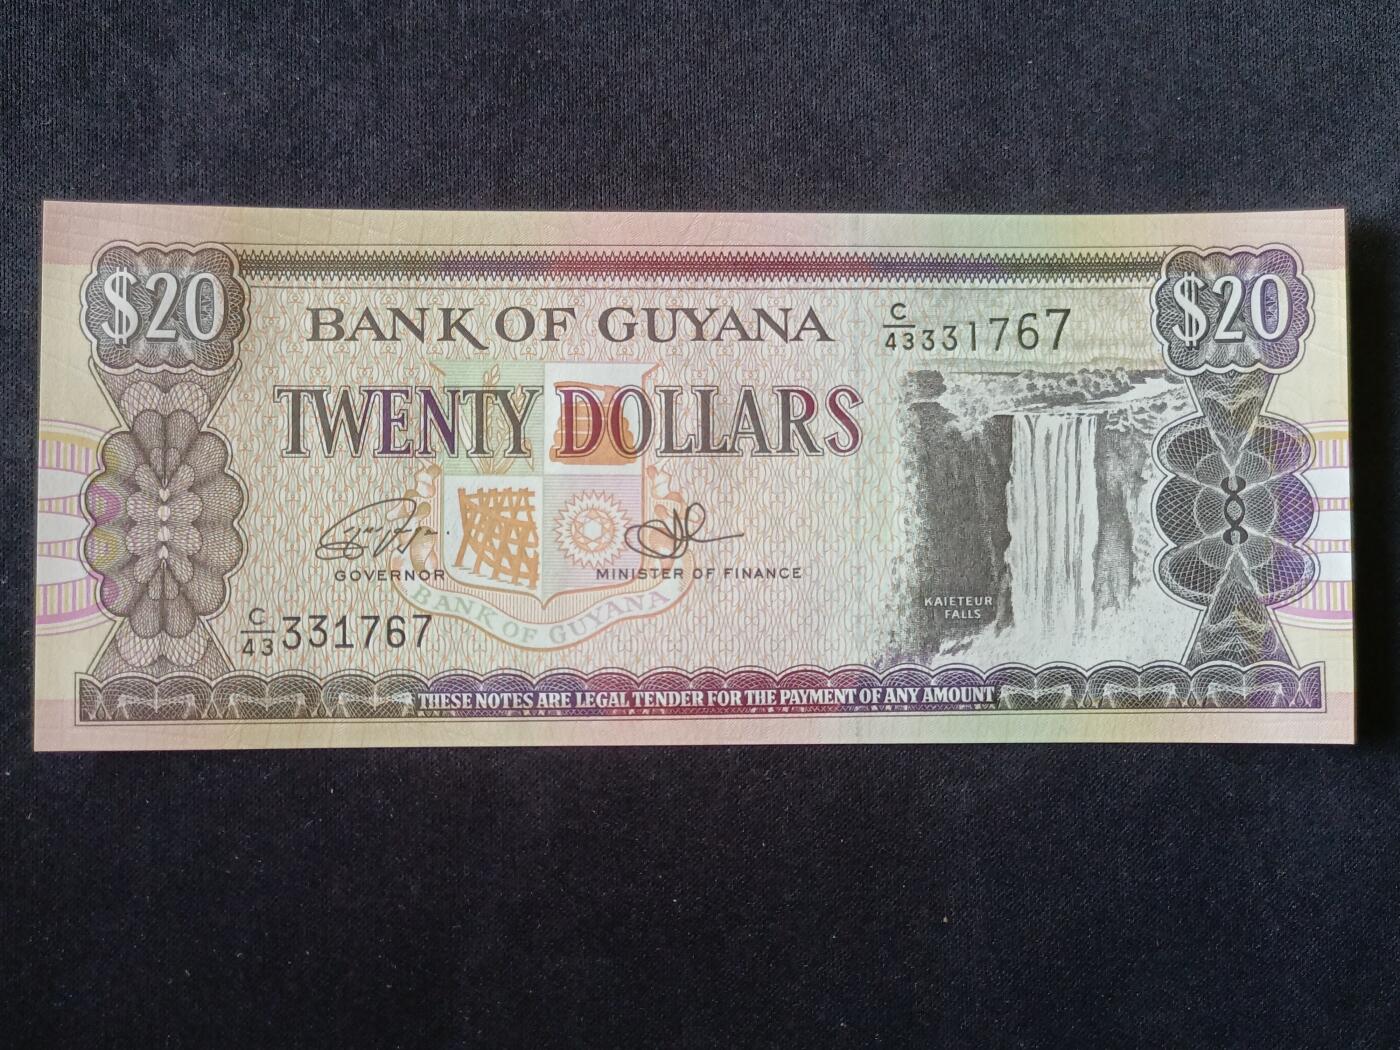 $20
$20
BANK OF GUYANA
C/43 331767
TWENTY DOLLARS
GOVERNOR
MINISTER OF FINANCE
BANK OF GUYANA
KAIETEUR
FALLS
C/43 331767
THESE NOTES ARE LEGAL TENDER FOR THE PAYMENT OF ANY AMOUNT